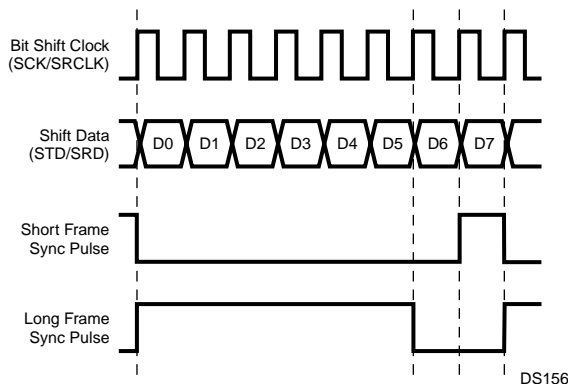 Bit Shift Clock
(SCK/SRCLK)
Shift Data
(STD/SRD)
D0 D1 D2 D3 D4 D5 D6 D7
Short Frame
Sync Pulse
Long Frame
Sync Pulse
DS156